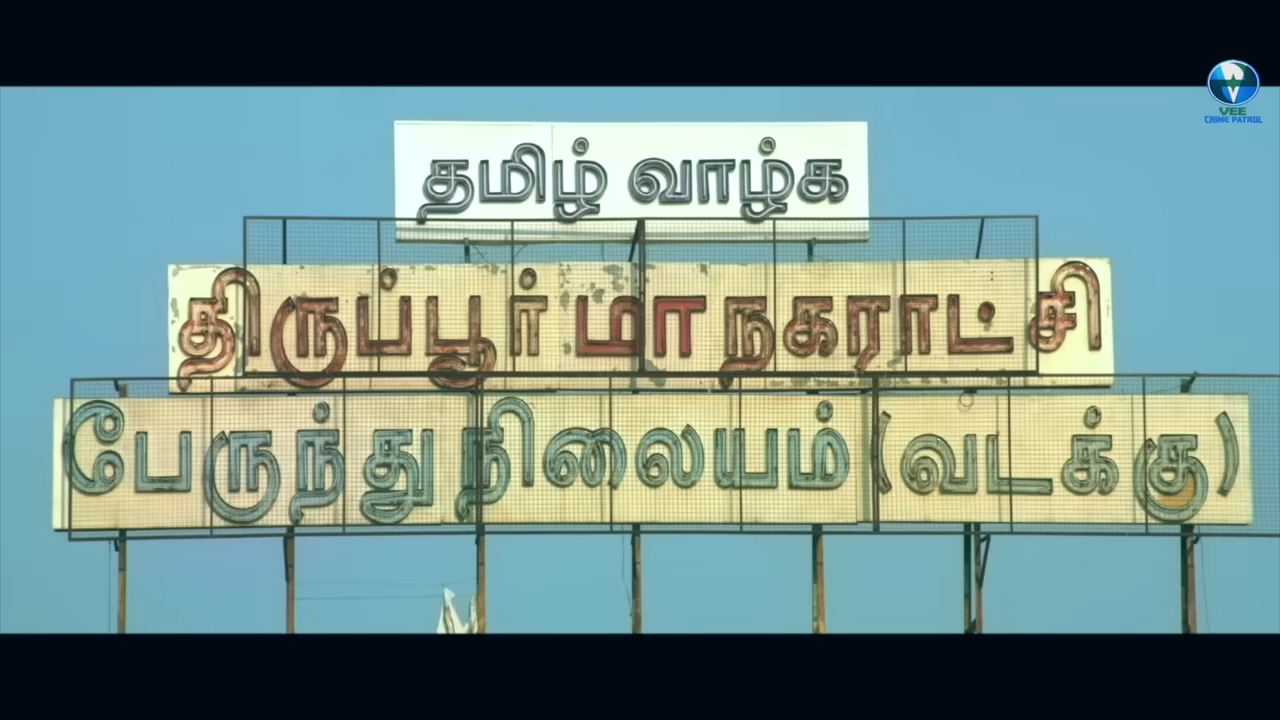 தமிழ் வாழ்க
திருப்பூர் மாநகராட்சி
பேருந்து நிலையம் (வடக்கு)
VEE
CRIME PATROL